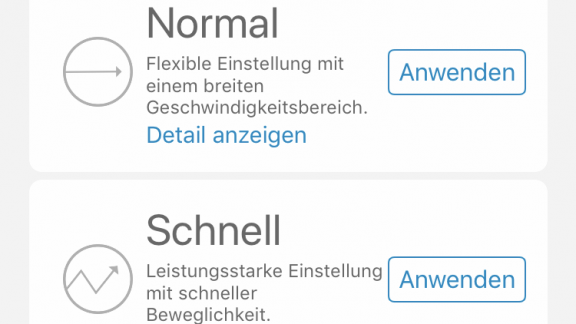 Normal
Flexible Einstellung mit
einem breiten
Geschwindigkeitsbereich.
Anwenden
Detail anzeigen
Schnell
Leistungsstarke Einstellung
mit schneller
Beweglichkeit.
Anwenden